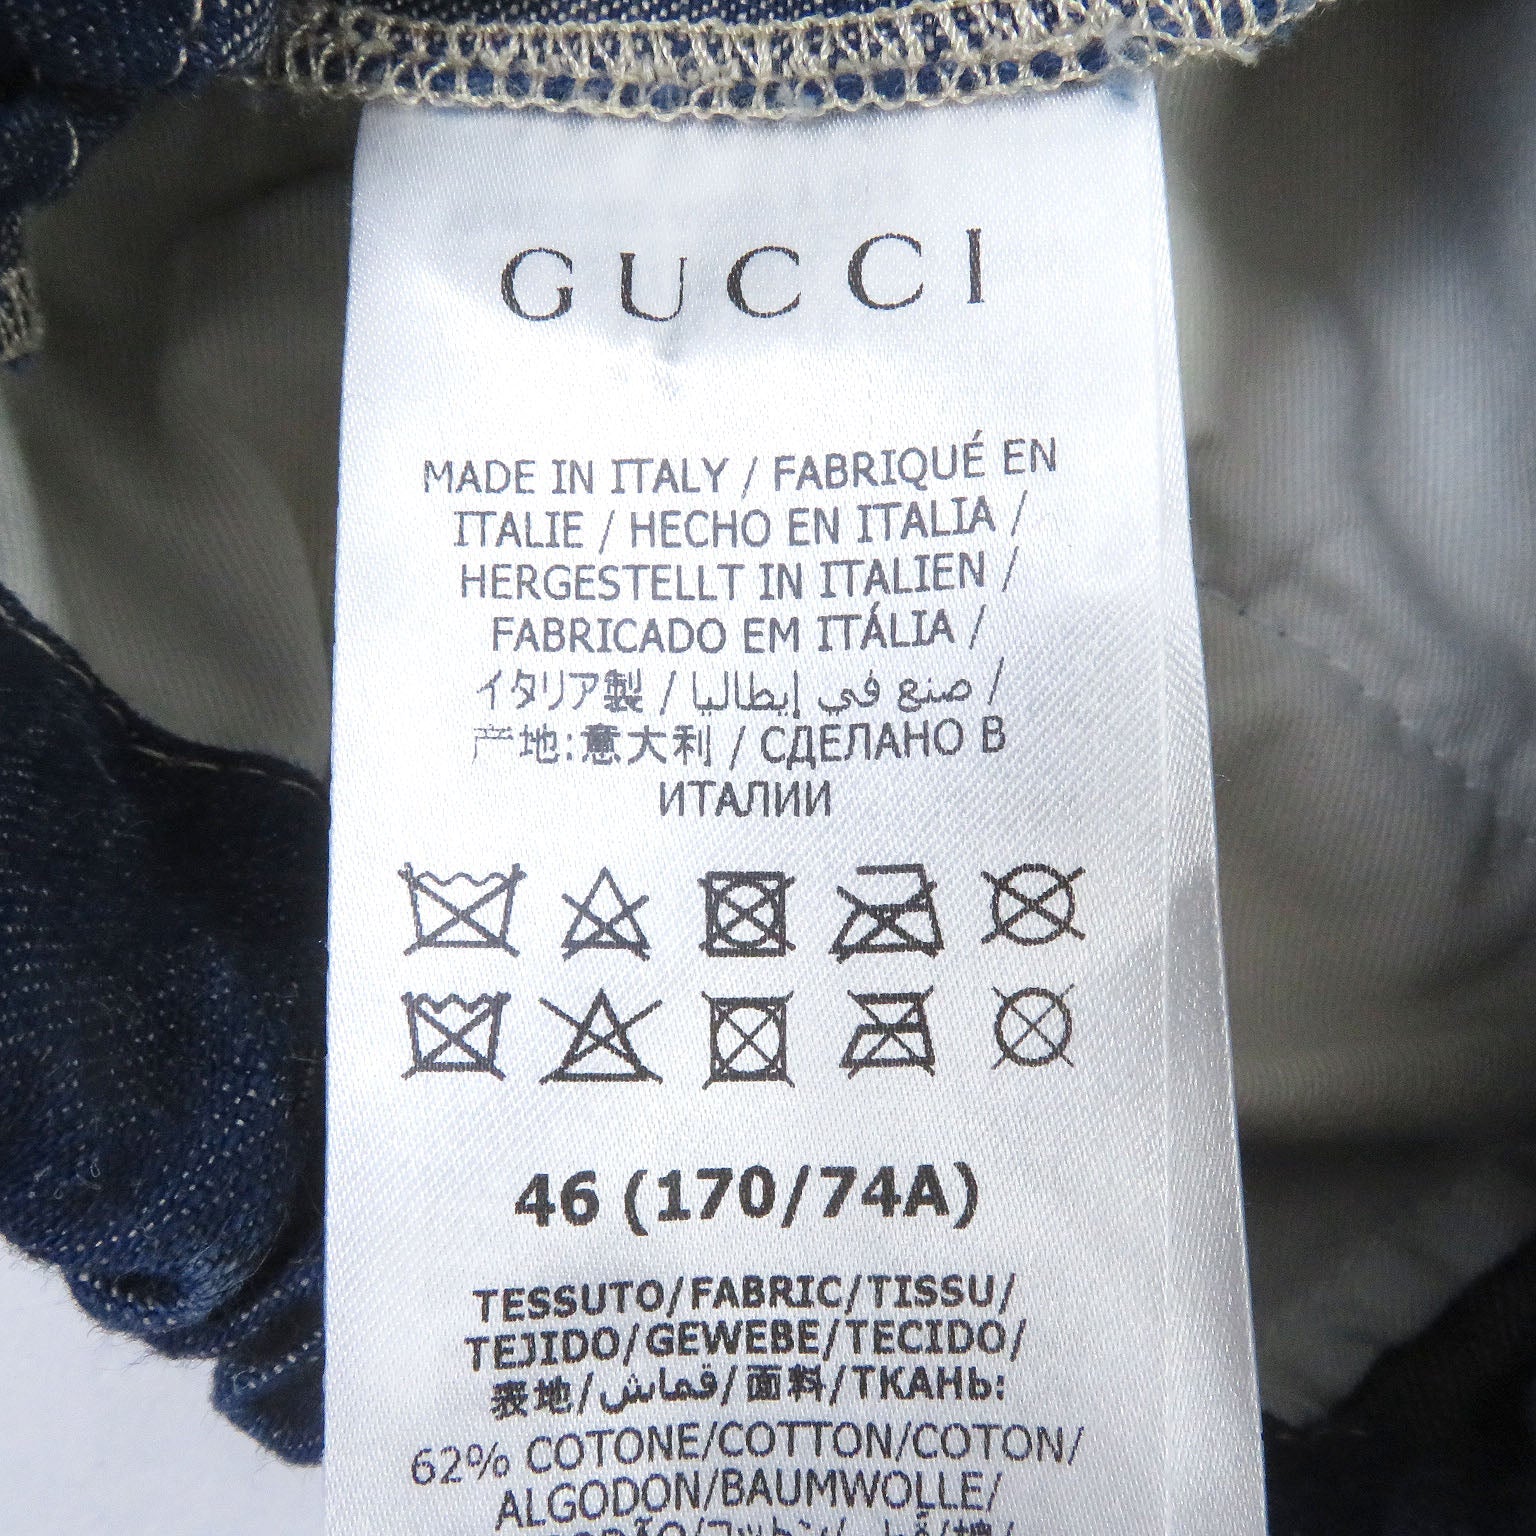 GUCCI
MADE IN ITALY / FABRIQUÉ EN
ITALIE / HECHO EN ITALIA /
HERGESTELLT IN ITALIEN /
FABRICADO EM ITÁLIA /
イタリア製 / صنع في إيطاليا /
产地:意大利 / СДЕЛАНО В
ИТАЛИИ
46 (170/74A)
TESSUTO/FABRIC/TISSU/
TEJIDO/GEWEBE/TECIDO/
表地/قماش/面料/ТКАНЬ:
62% COTONE/COTTON/COTON/
ALGODON/BAUMWOLLE/